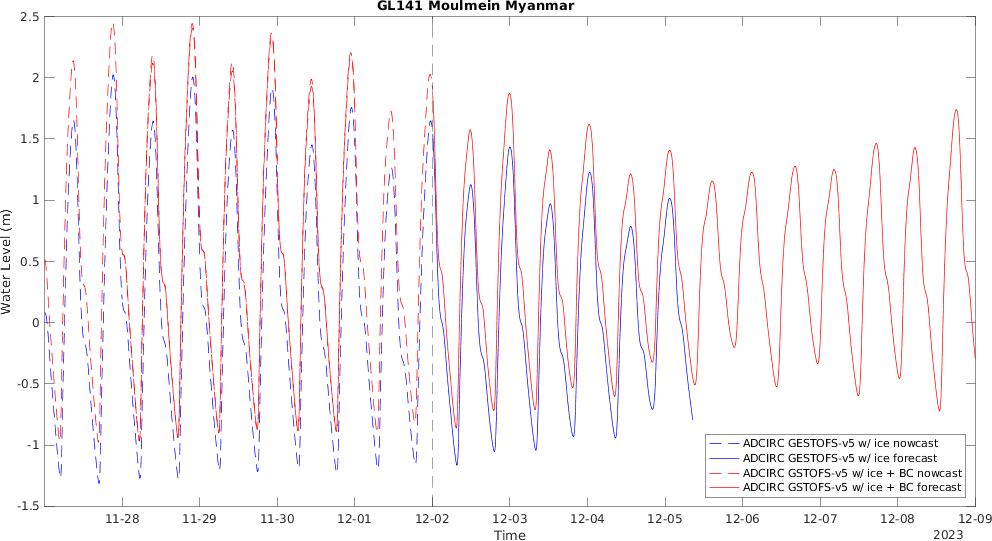 GL141 Moulmein Myanmar
2.5
2
1.5
1
0.5
0
-0.5
-1
-1.5
Water Level (m)
11-28 11-29 11-30 12-01 12-02 12-03 12-04 12-05 12-06 12-07 12-08 12-09
Time
2023
ADCIRC GESTOFS-v5 w/ ice nowcast
ADCIRC GESTOFS-v5 w/ ice forecast
ADCIRC GSTOFS-v5 w/ ice + BC nowcast
ADCIRC GSTOFS-v5 w/ ice + BC forecast